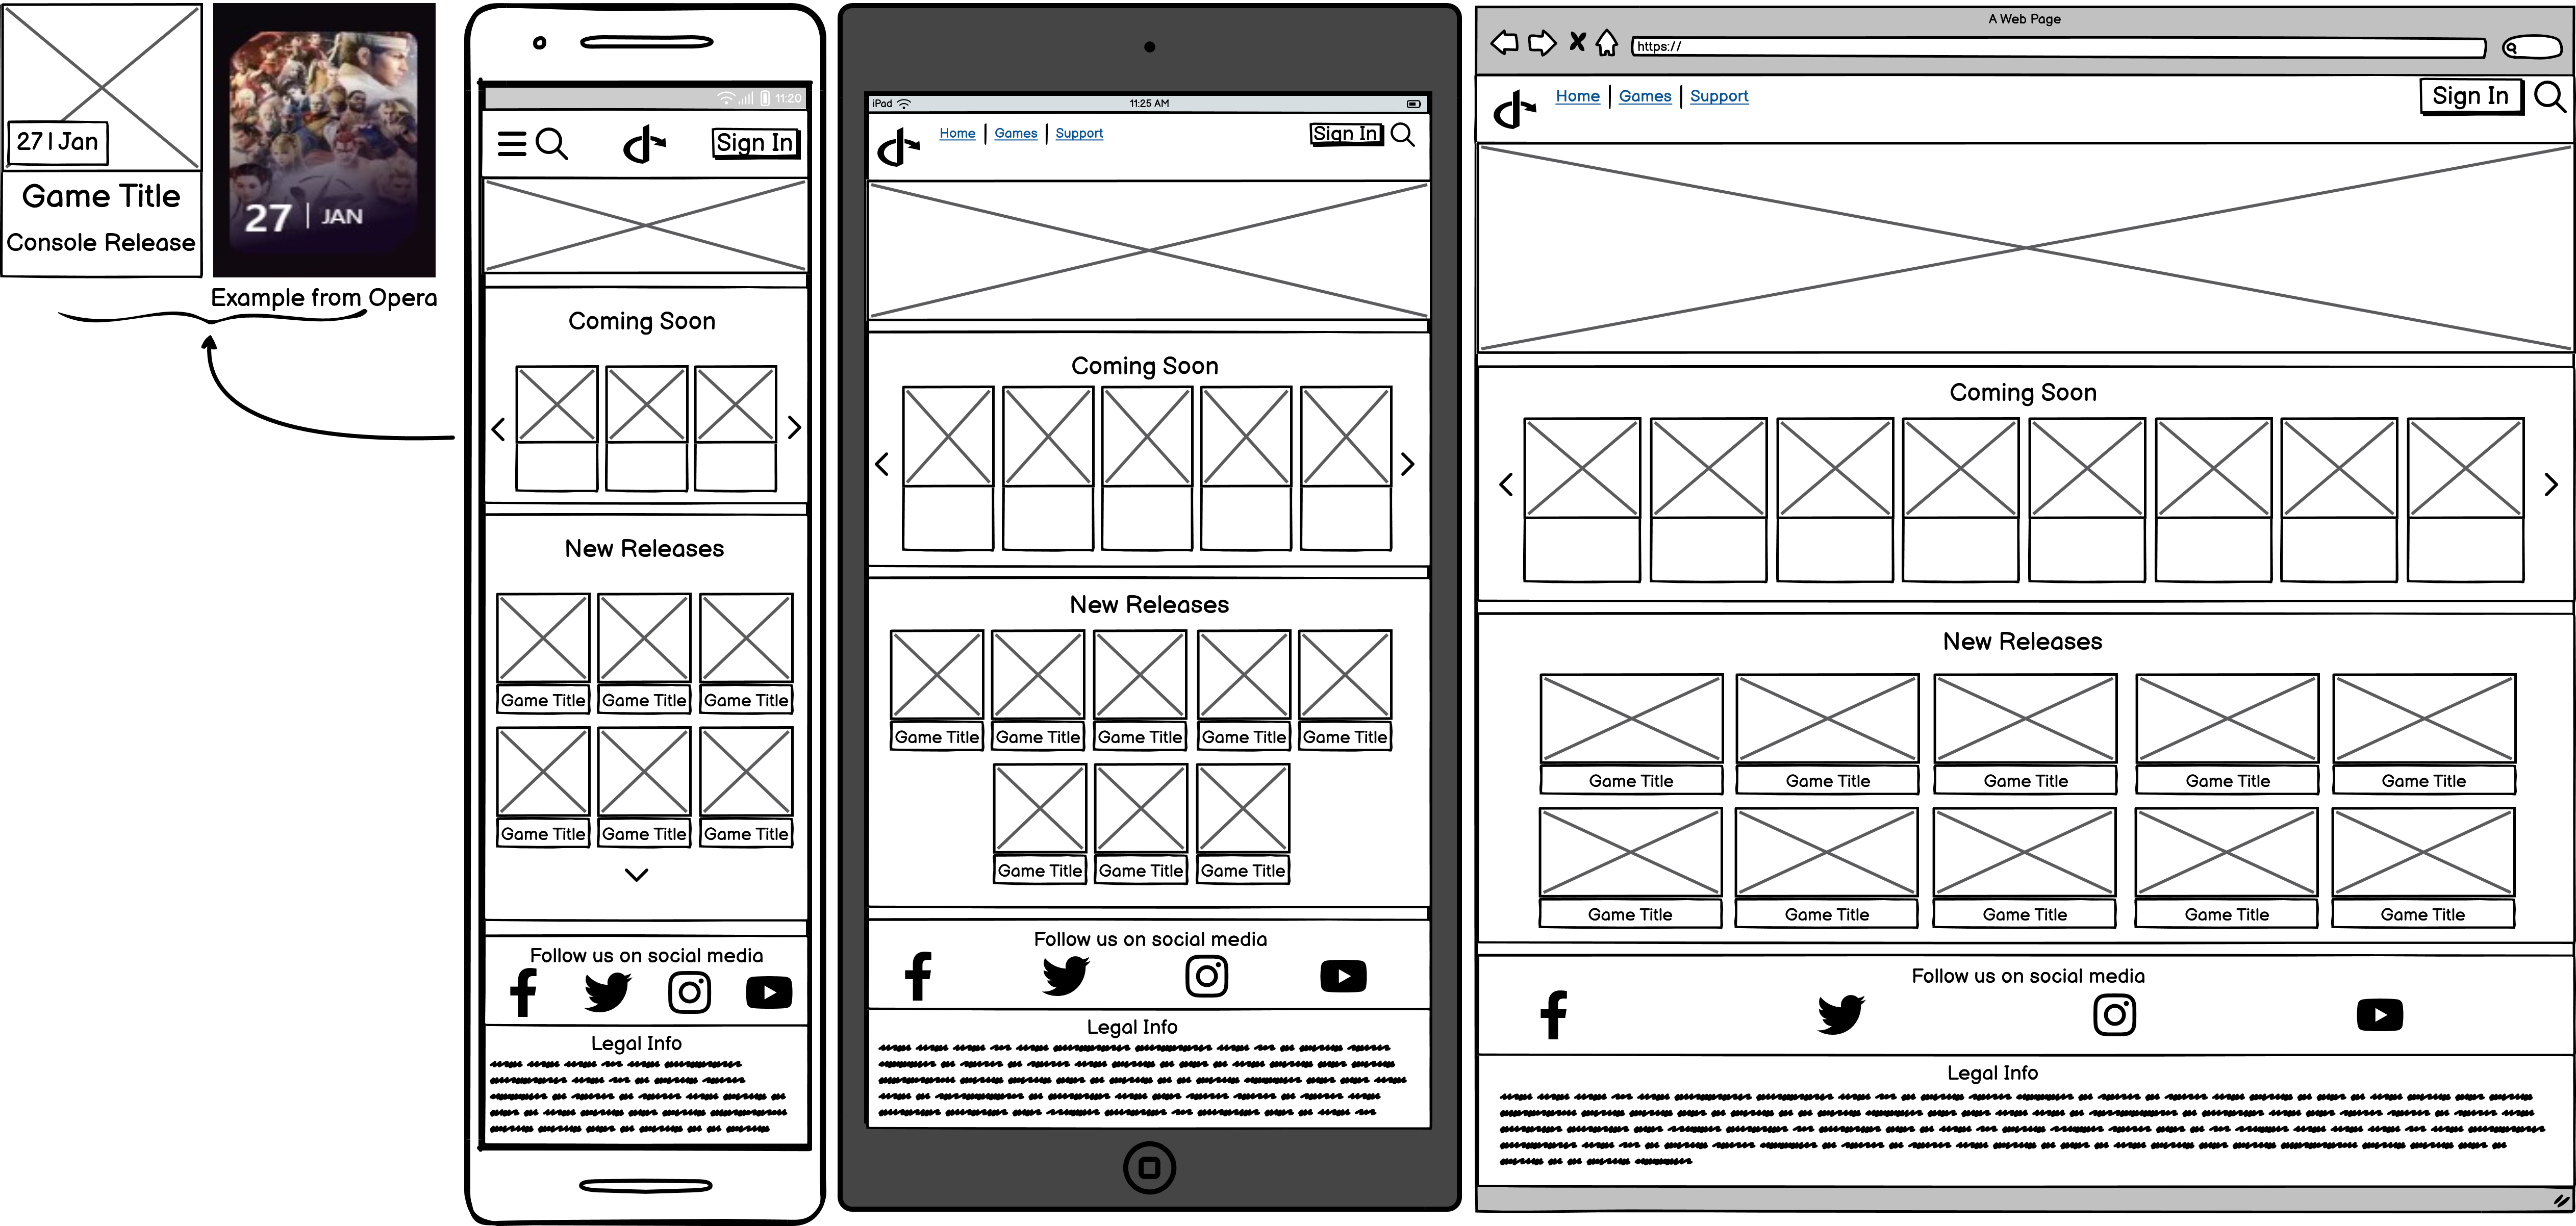 27 | Jan
Game Title
Console Release
27 | JAN
Example from Opera
11:20
Sign In
Coming Soon
New Releases
Game Title Game Title Game Title
Game Title Game Title Game Title
Follow us on social media
Legal Info
iPad 11:25 AM
Home | Games | Support Sign In
Coming Soon
New Releases
Game Title Game Title Game Title Game Title Game Title
Game Title Game Title Game Title
Follow us on social media
Legal Info
A Web Page
https://
Home | Games | Support Sign In
Coming Soon
New Releases
Game Title Game Title Game Title Game Title Game Title
Game Title Game Title Game Title Game Title Game Title
Follow us on social media
Legal Info